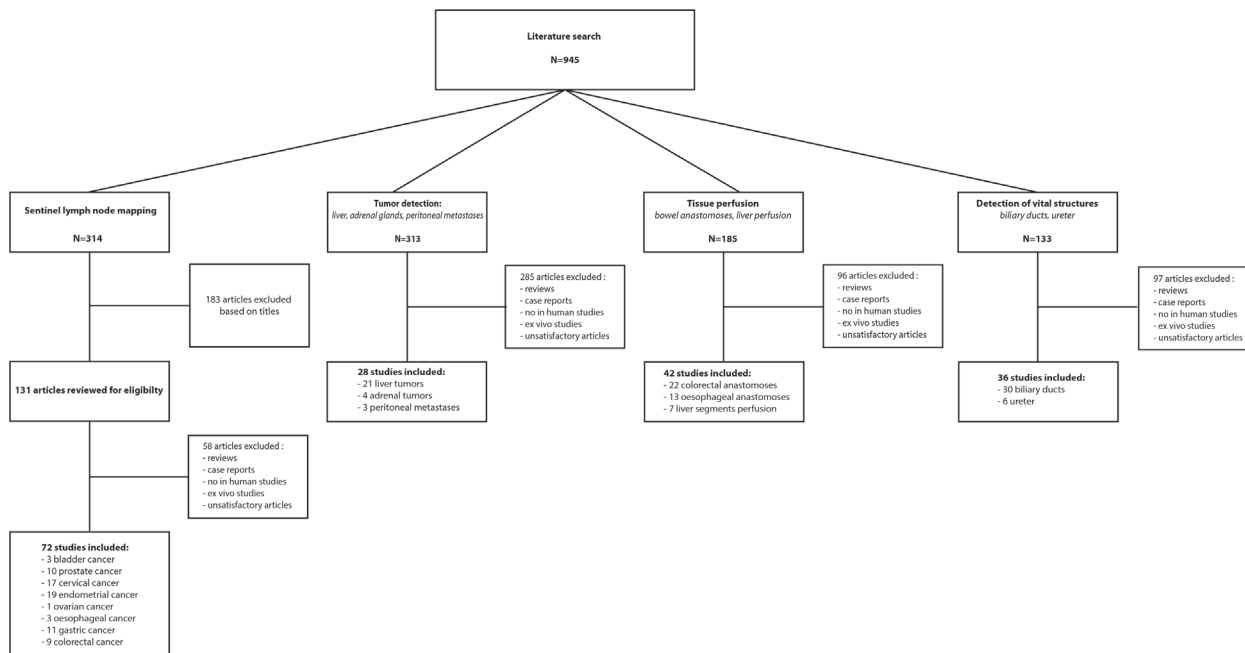 Literature search
N=945
Sentinel lymph node mapping
N=314
Tumor detection:
liver, adrenal glands, peritoneal metastases
N=313
Tissue perfusion
bowel anastomoses, liver perfusion
N=185
Detection of vital structures
biliary ducts, ureter
N=133
183 articles excluded
based on titles
285 articles excluded :
- reviews
- case reports
- no in human studies
- ex vivo studies
- unsatisfactory articles
96 articles excluded :
- reviews
- case reports
- no in human studies
- ex vivo studies
- unsatisfactory articles
97 articles excluded :
- reviews
- case reports
- no in human studies
- ex vivo studies
- unsatisfactory articles
131 articles reviewed for eligibilty
28 studies included:
- 21 liver tumors
- 4 adrenal tumors
- 3 peritoneal metastases
42 studies included:
- 22 colorectal anastomoses
- 13 oesophageal anastomoses
- 7 liver segments perfusion
36 studies included:
- 30 biliary ducts
- 6 ureter
58 articles excluded :
- reviews
- case reports
- no in human studies
- ex vivo studies
- unsatisfactory articles
72 studies included:
- 3 bladder cancer
- 10 prostate cancer
- 17 cervical cancer
- 19 endometrial cancer
- 1 ovarian cancer
- 3 oesophageal cancer
- 11 gastric cancer
- 9 colorectal cancer